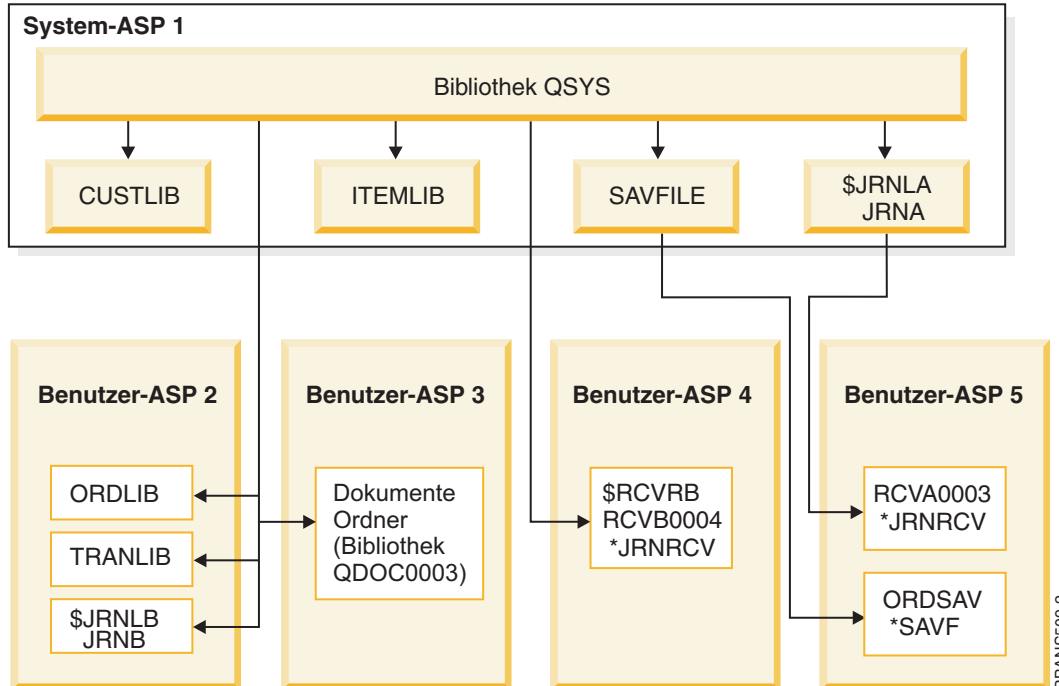 System-ASP 1
Bibliothek QSYS
CUSTLIB
ITEMLIB
SAVFILE
$JRNLA
JRNA
Benutzer-ASP 2
ORDLIB
TRANLIB
$JRNLB
JRNB
Benutzer-ASP 3
Dokumente
Ordner
(Bibliothek
QDOC0003)
Benutzer-ASP 4
$RCVRB
RCVB0004
*JRNRCV
Benutzer-ASP 5
RCVA0003
*JRNRCV
ORDSAV
*SAVF